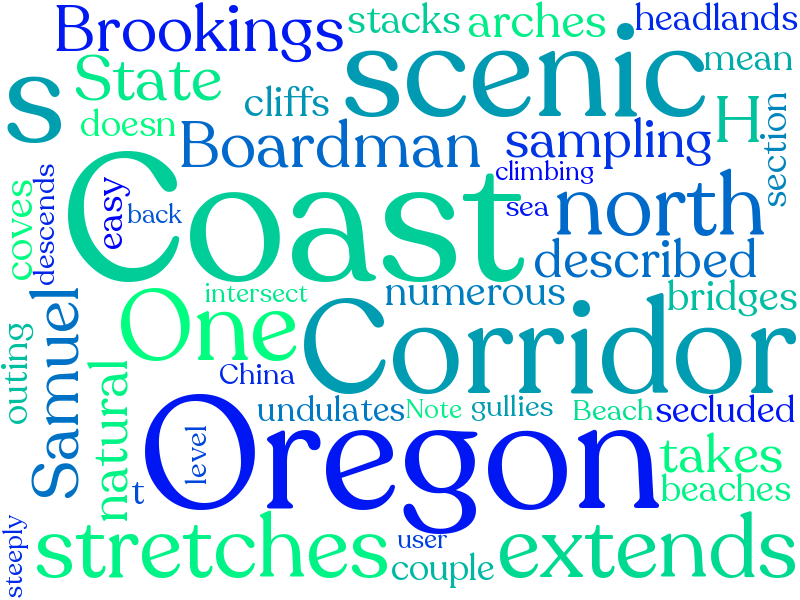 Brookings
stacks
arches
headlands
s
State
scenic
mean
cliffs
doesn
Boardman
sampling
H
section
climbing
coves
descends
easy
back
Coast
sea
north
described
intersect
numerous
bridges
One
Corridor
outing
Samuel
natural
China
undulates
Note
gullies
Beach
secluded
t
level
Oregon
takes
beaches
steeply
stretches
user
couple
extends